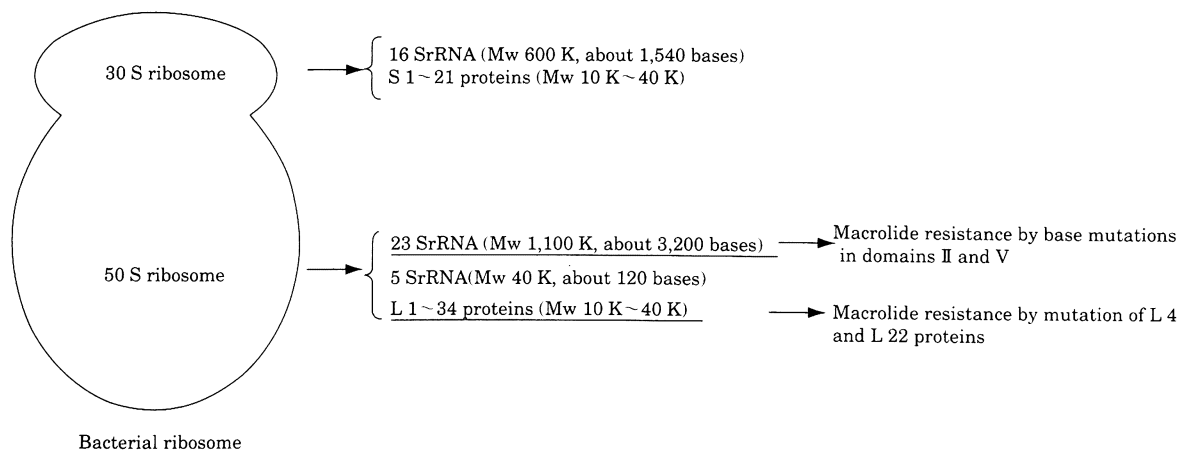 30 S ribosome
16 SrRNA (Mw 600 K, about 1,540 bases)
S 1~21 proteins (Mw 10 K~40 K)
50 S ribosome
23 SrRNA (Mw 1,100 K, about 3,200 bases)
5 SrRNA(Mw 40 K, about 120 bases)
L 1~34 proteins (Mw 10 K~40 K)
Macrolide resistance by base mutations
in domains Ⅱ and V
Macrolide resistance by mutation of L 4
and L 22 proteins
Bacterial ribosome